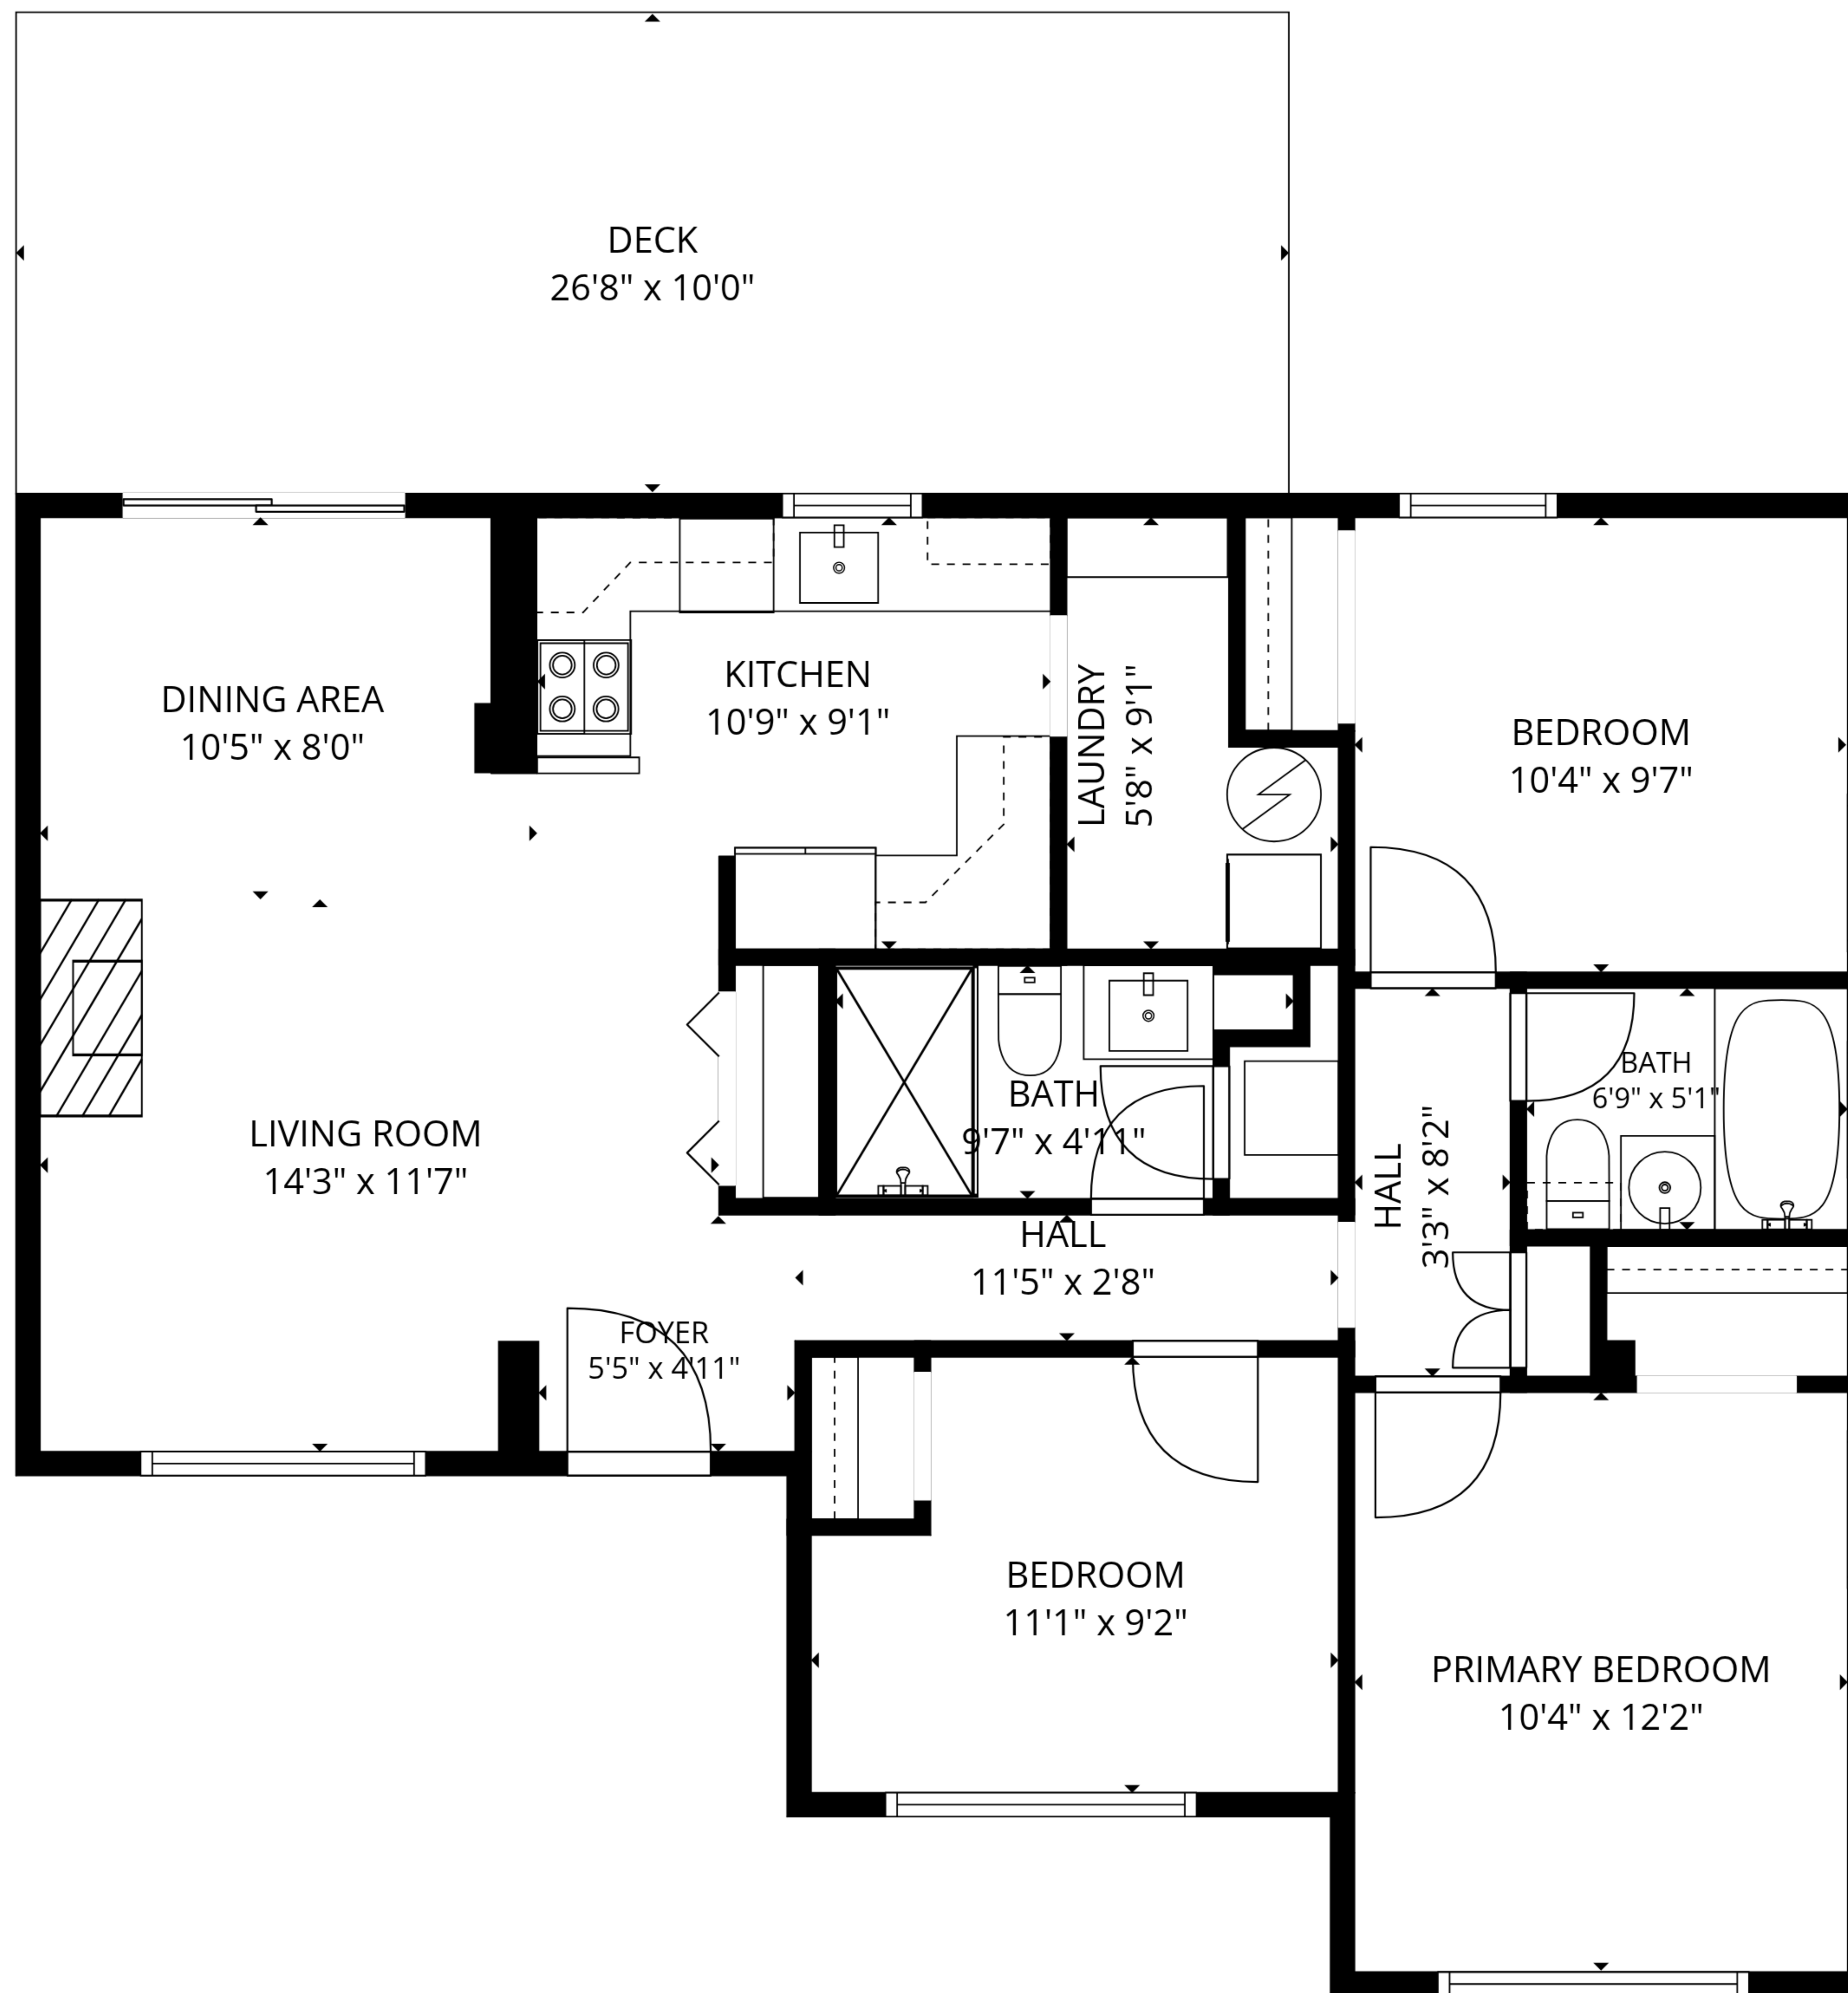 DECK
26'8" x 10'0"
DINING AREA
10'5" x 8'0"
KITCHEN
10'9" x 9'1"
LAUNDRY
5'8" x 9'1"
BEDROOM
10'4" x 9'7"
LIVING ROOM
14'3" x 11'7"
BATH
9'7" x 4'11"
BATH
6'9" x 5'1"
HALL
3'3" x 8'2"
HALL
11'5" x 2'8"
FOYER
5'5" x 4'11"
BEDROOM
11'1" x 9'2"
PRIMARY BEDROOM
10'4" x 12'2"